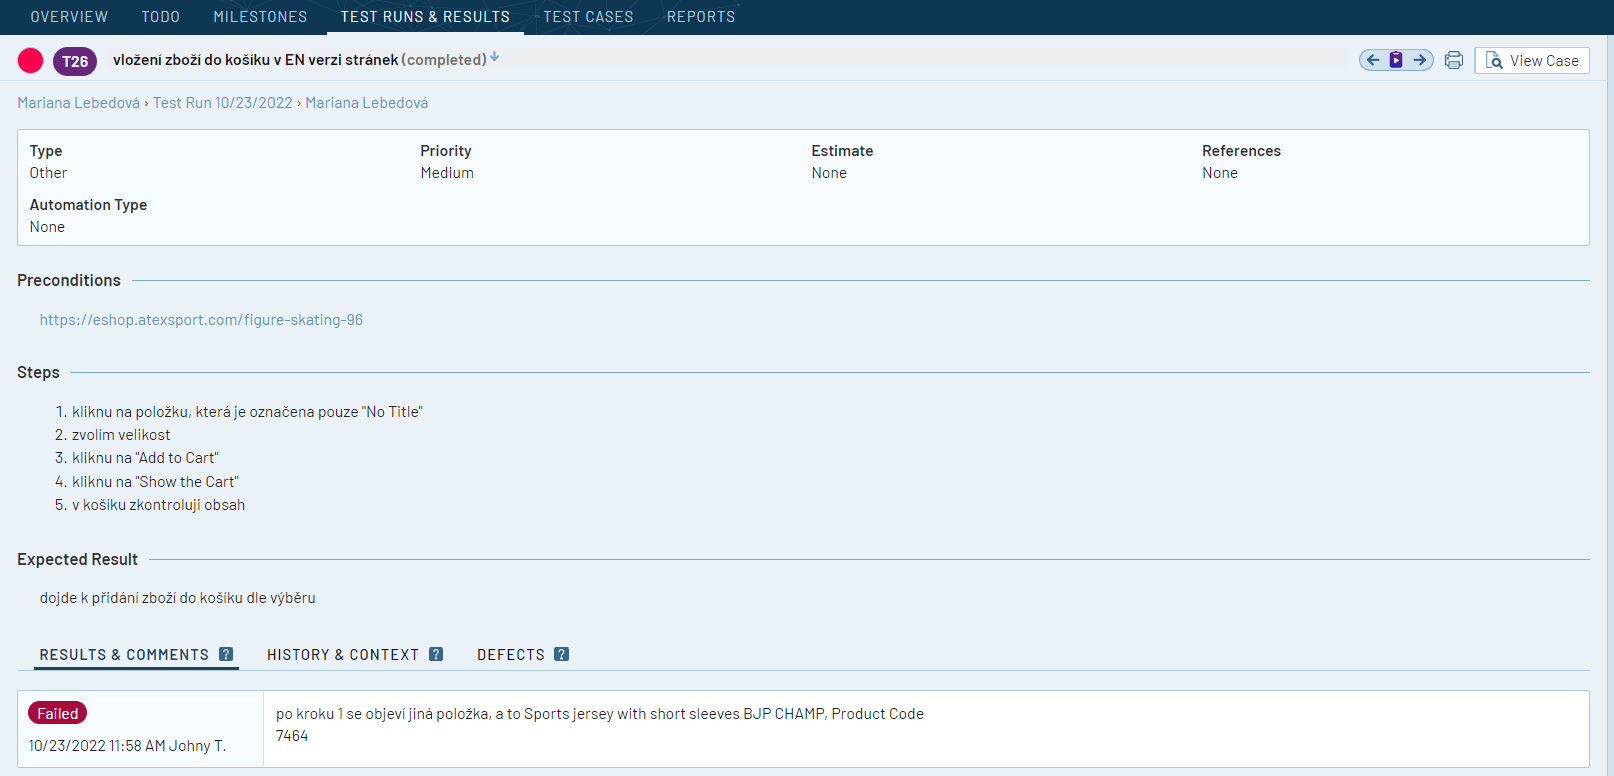 OVERVIEW TODO MILESTONES TEST RUNS & RESULTS TEST CASES REPORTS
T26 vložení zboží do košíku v EN verzi stránek (completed) View Case
Mariana Lebedová › Test Run 10/23/2022 › Mariana Lebedová
Type Priority Estimate References
Other Medium None None
Automation Type
None
Preconditions
https://eshop.atexsport.com/figure-skating-96
Steps
1. kliknu na položku, která je označena pouze "No Title"
2. zvolím velikost
3. kliknu na "Add to Cart"
4. kliknu na "Show the Cart"
5. v košíku zkontroluji obsah
Expected Result
dojde k přidání zboží do košíku dle výběru
RESULTS & COMMENTS ? HISTORY & CONTEXT ? DEFECTS ?
Failed
10/23/2022 11:58 AM Johny T.
po kroku 1 se objeví jiná položka, a to Sports jersey with short sleeves BJP CHAMP, Product Code
7464